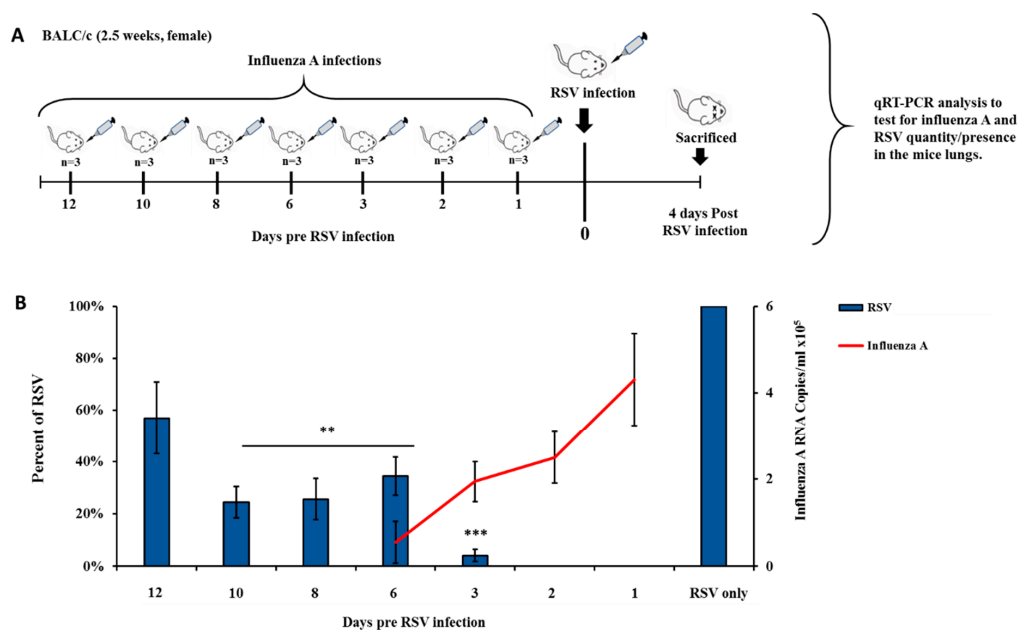 A
BALC/c (2.5 weeks, female)
Influenza A infections
RSV infection
Sacrificed
qRT-PCR analysis to
test for influenza A and
RSV quantity/presence
in the mice lungs.
n=3 n=3 n=3 n=3 n=3 n=3 n=3
12 10 8 6 3 2 1
0
Days pre RSV infection
4 days Post
RSV infection
B
100%
80%
60%
40%
20%
0%
Percent of RSV
**
***
6
4
2
0
Influenza A RNA Copies/ml x10⁵
RSV
Influenza A
12 10 8 6 3 2 1 RSV only
Days pre RSV infection